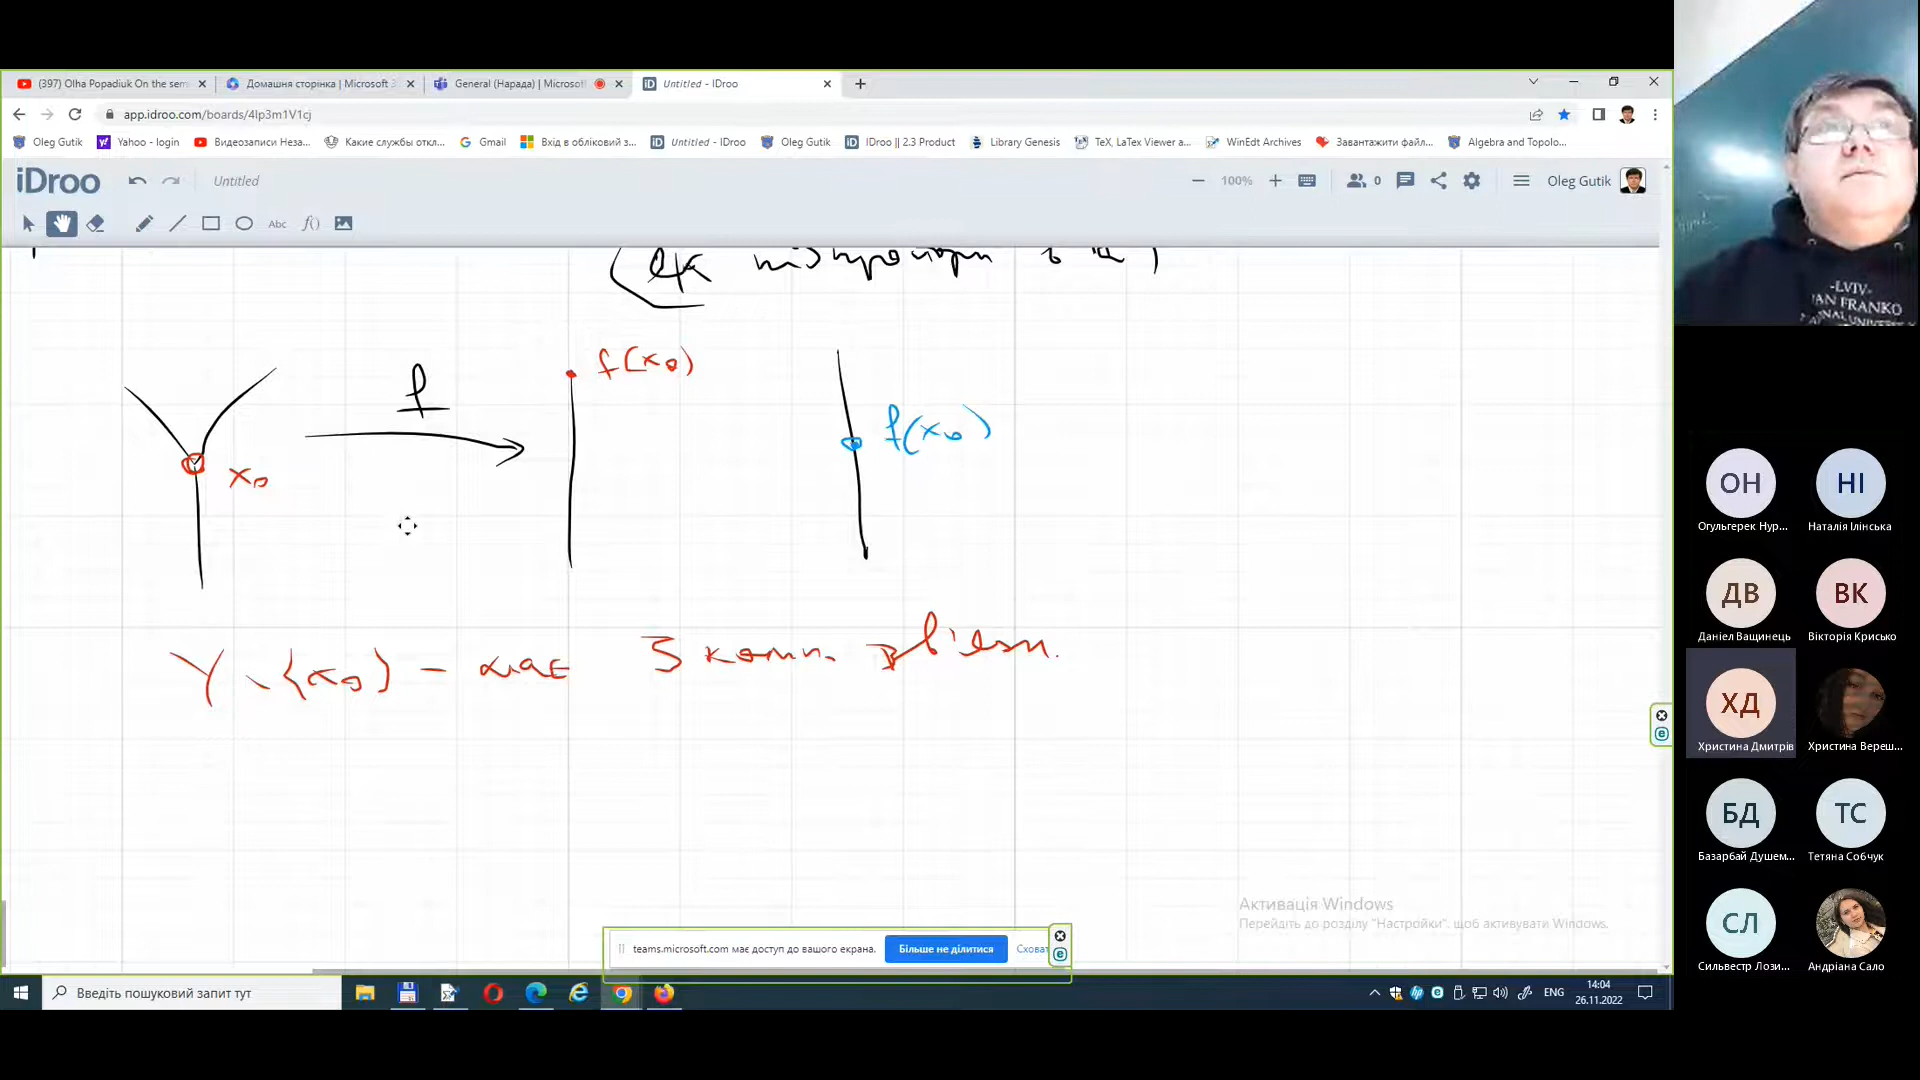 (397) Olha Popadiuk On the sem
Домашня сторінка | Microsoft 3
General (Нарада) | Microsoft
Untitled - IDroo
app.idroo.com/boards/4lp3m1V1cj
Oleg Gutik
Yahoo - login
Видеозаписи Неза...
Какие службы откл...
Gmail
Вхід в обліковий з...
Untitled - IDroo
Oleg Gutik
IDroo || 2.3 Product
Library Genesis
TeX, LaTex Viewer a...
WinEdt Archives
Завантажити файл...
Algebra and Topolo...
iDroo
Untitled
100%
0
Oleg Gutik
Abc
f()
f
f(x₀)
f(x₀)
x₀
Y \ {x₀} – має 3 комп. зв'язн.
-LVIV-
AN FRANKO
NAL UNIVERSI
Активація Windows
Перейдіть до розділу "Настройки", щоб активувати Windows.
teams.microsoft.com має доступ до вашого екрана.
Більше не ділитися
Сховат
Введіть пошуковий запит тут
ENG
14:04
26.11.2022
ОН
Огульгерек Нур...
НІ
Наталія Ілінська
ДВ
Даніел Ващинець
ВК
Вікторія Крисько
ХД
Христина Дмитрів
Христина Вереш...
БД
Базарбай Душем...
ТС
Тетяна Собчук
СЛ
Сильвестр Лози...
Андріана Сало